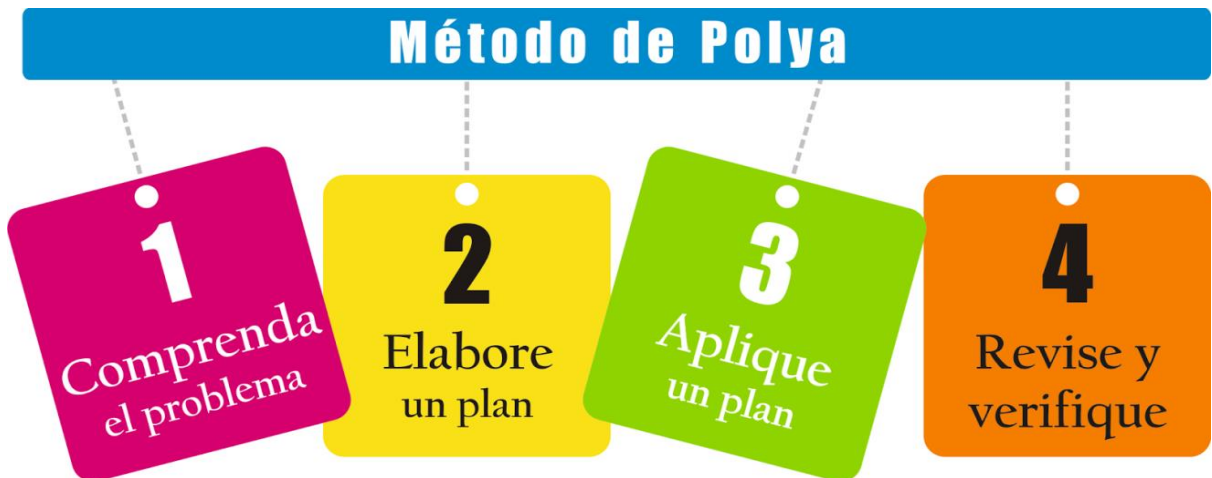 Método de Polya
1
Comprenda
el problema
2
Elabore
un plan
3
Aplique
un plan
4
Revise y
verifique